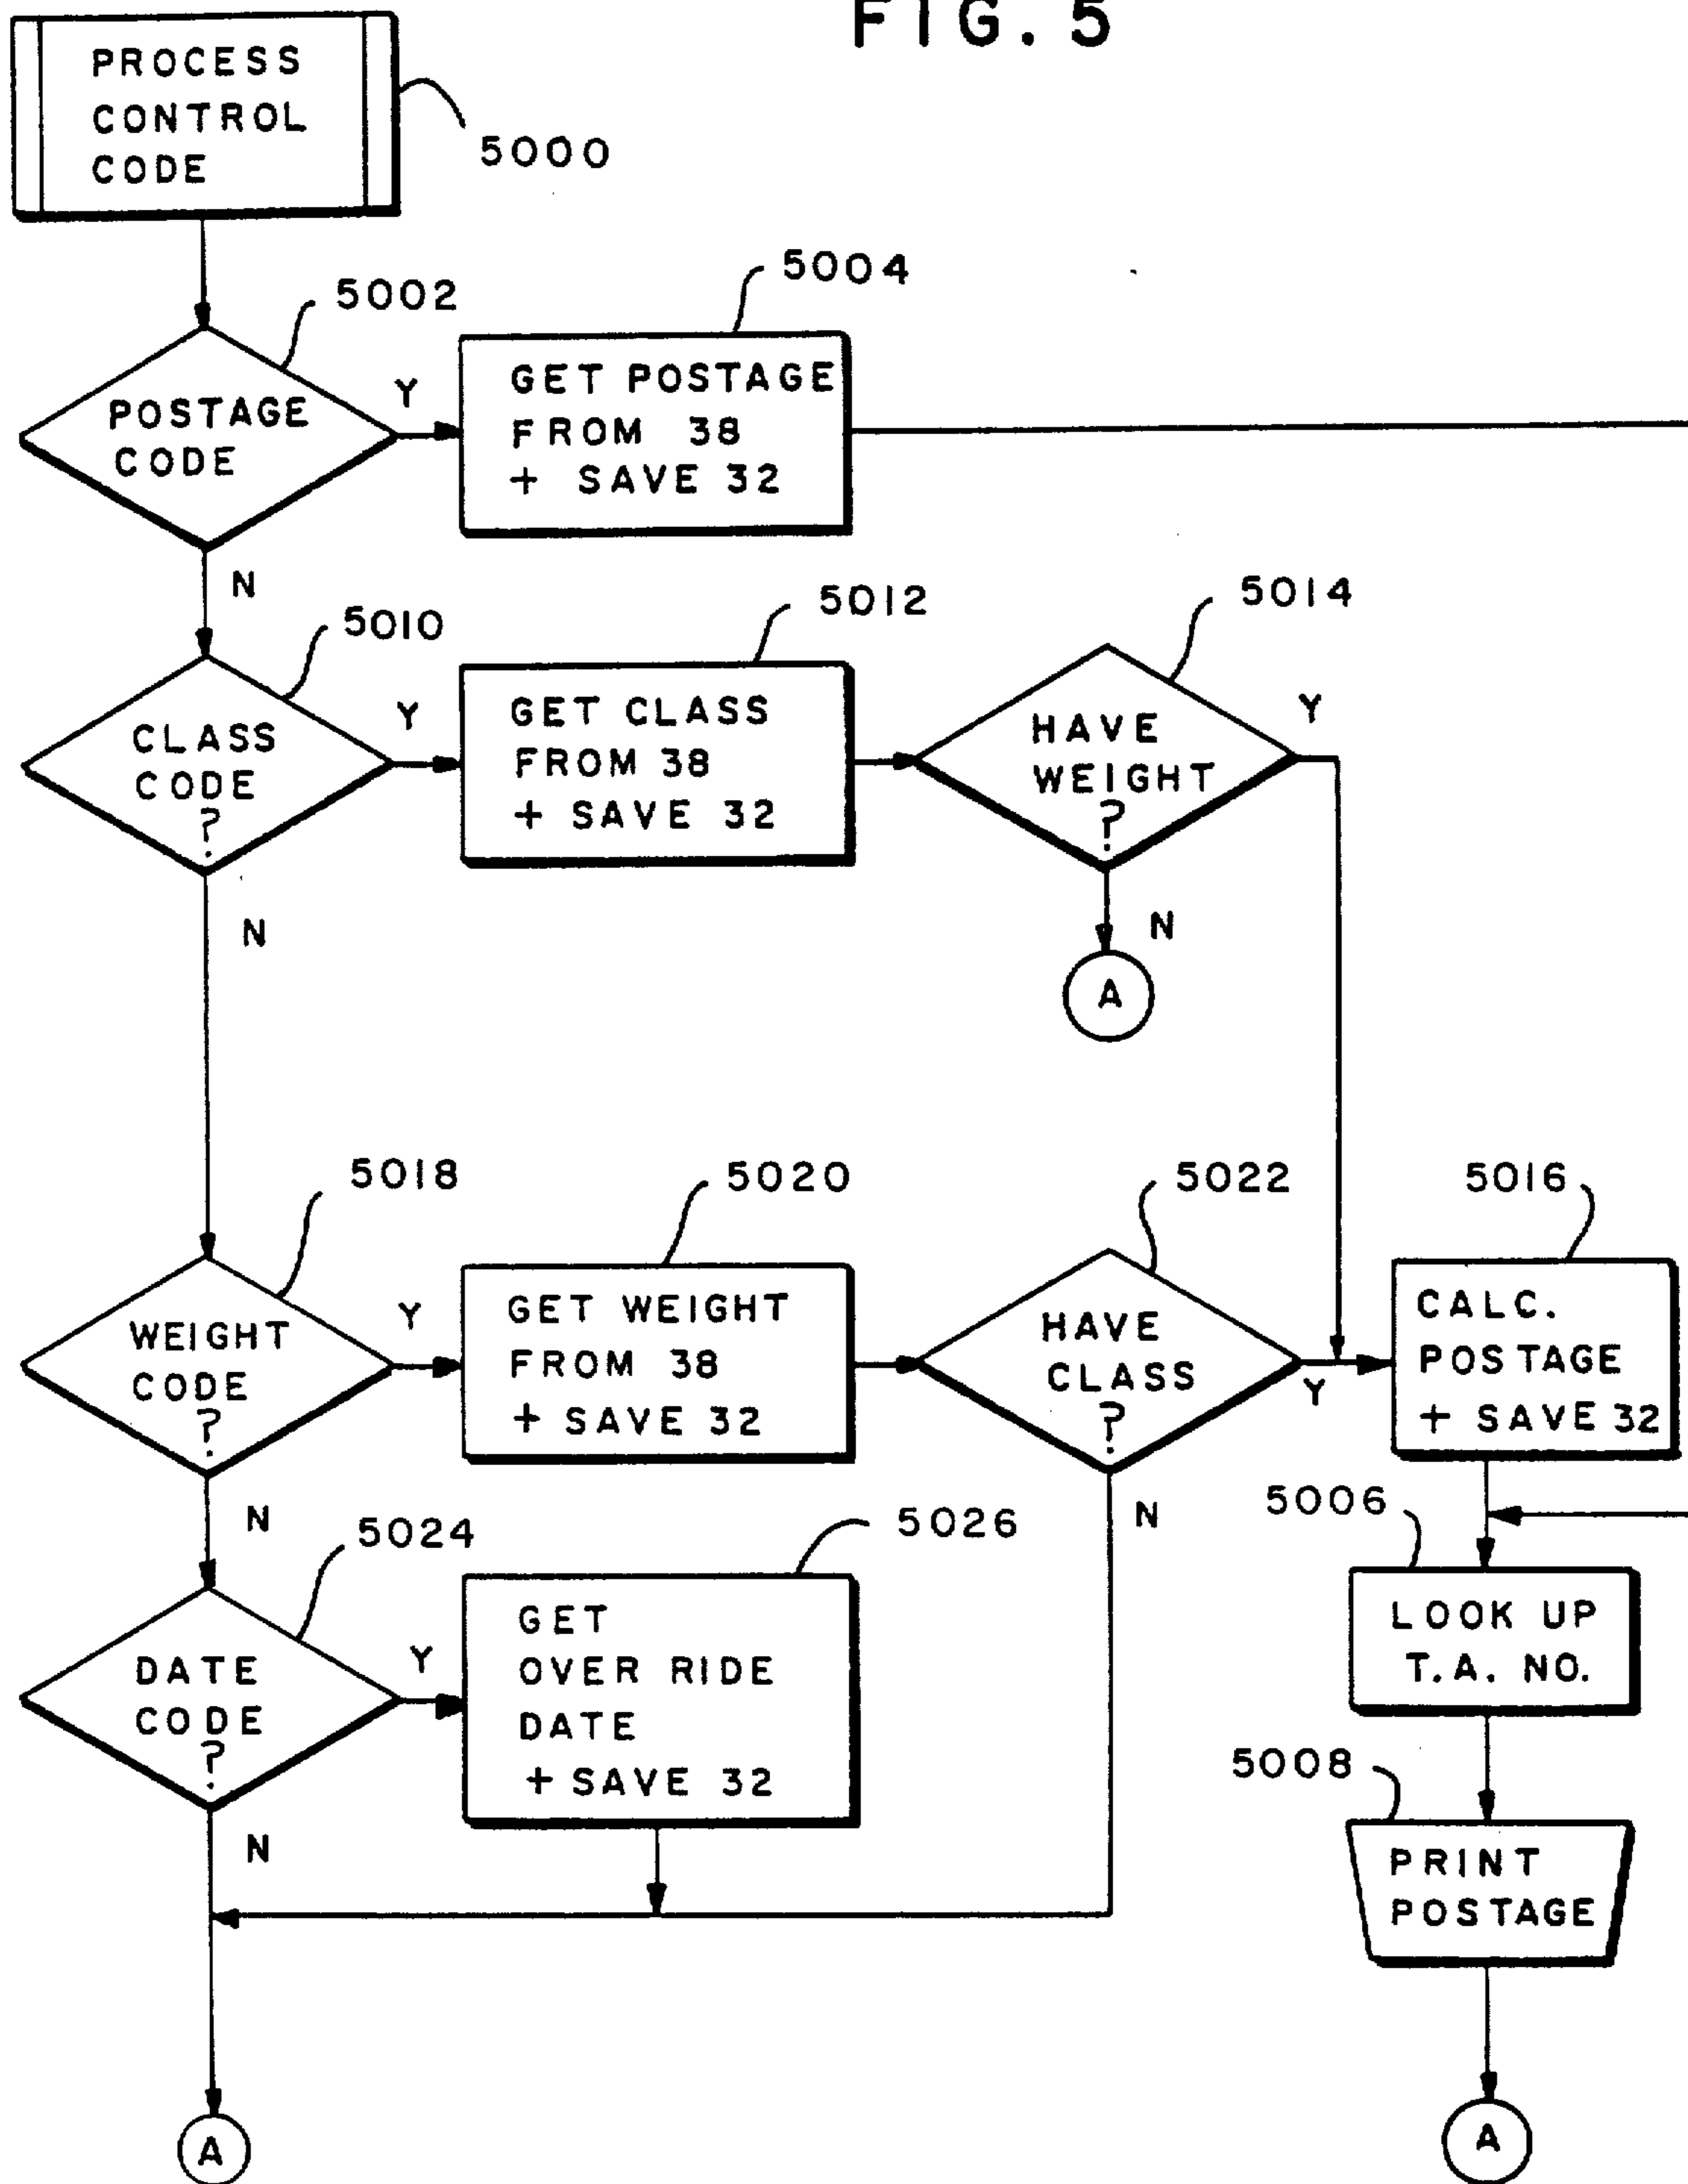 FIG. 5
PROCESS
CONTROL
CODE
5000
5002
POSTAGE
CODE
Y
N
5004
GET POSTAGE
FROM 38
+ SAVE 32
5010
CLASS
CODE
?
Y
N
5012
GET CLASS
FROM 38
+ SAVE 32
5014
HAVE
WEIGHT
?
Y
N
A
5018
WEIGHT
CODE
?
Y
N
5020
GET WEIGHT
FROM 38
+ SAVE 32
5022
HAVE
CLASS
?
Y
N
5016
CALC.
POSTAGE
+ SAVE 32
5024
DATE
CODE
?
Y
N
5026
GET
OVER RIDE
DATE
+ SAVE 32
5006
LOOK UP
T.A. NO.
5008
PRINT
POSTAGE
A
A